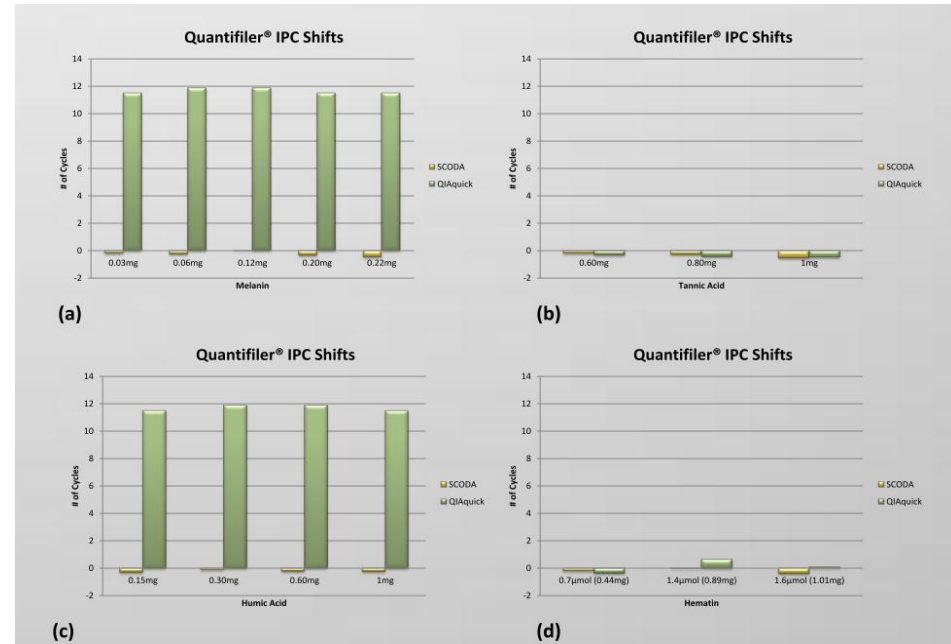 Quantifiler® IPC Shifts
14
12
10
8
6
4
2
0
-2
# of Cycles
0.03mg
0.06mg
0.12mg
0.20mg
0.22mg
Melanin
SCODA
QIAquick
(a)
Quantifiler® IPC Shifts
14
12
10
8
6
4
2
0
-2
# of Cycles
0.60mg
0.80mg
1mg
Tannic Acid
SCODA
QIAquick
(b)
Quantifiler® IPC Shifts
14
12
10
8
6
4
2
0
-2
# of Cycles
0.15mg
0.30mg
0.60mg
1mg
Humic Acid
SCODA
QIAquick
(c)
Quantifiler® IPC Shifts
14
12
10
8
6
4
2
0
-2
# of Cycles
0.7µmol (0.44mg)
1.4µmol (0.89mg)
1.6µmol (1.01mg)
Hematin
SCODA
QIAquick
(d)